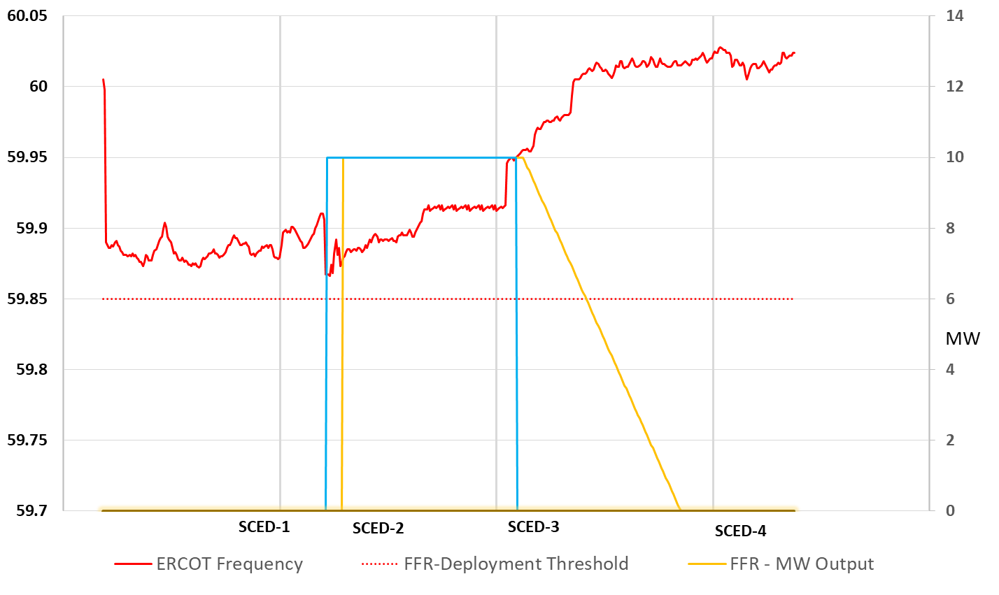 60.05
60
59.95
59.9
59.85
59.8
59.75
59.7
14
12
10
8
6
MW
4
2
0
SCED-1
SCED-2
SCED-3
SCED-4
ERCOT Frequency
FFR-Deployment Threshold
FFR - MW Output